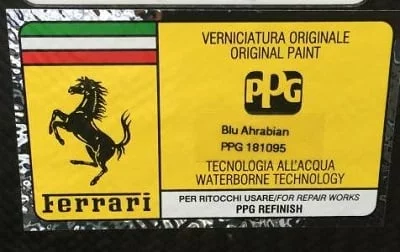 VERNICIATURA ORIGINALE
ORIGINAL PAINT
PPG
Blu Ahrabian
PPG 181095
TECNOLOGIA ALL'ACQUA
WATERBORNE TECHNOLOGY
Ferrari
PER RITOCCHI USARE/FOR REPAIR WORKS
PPG REFINISH